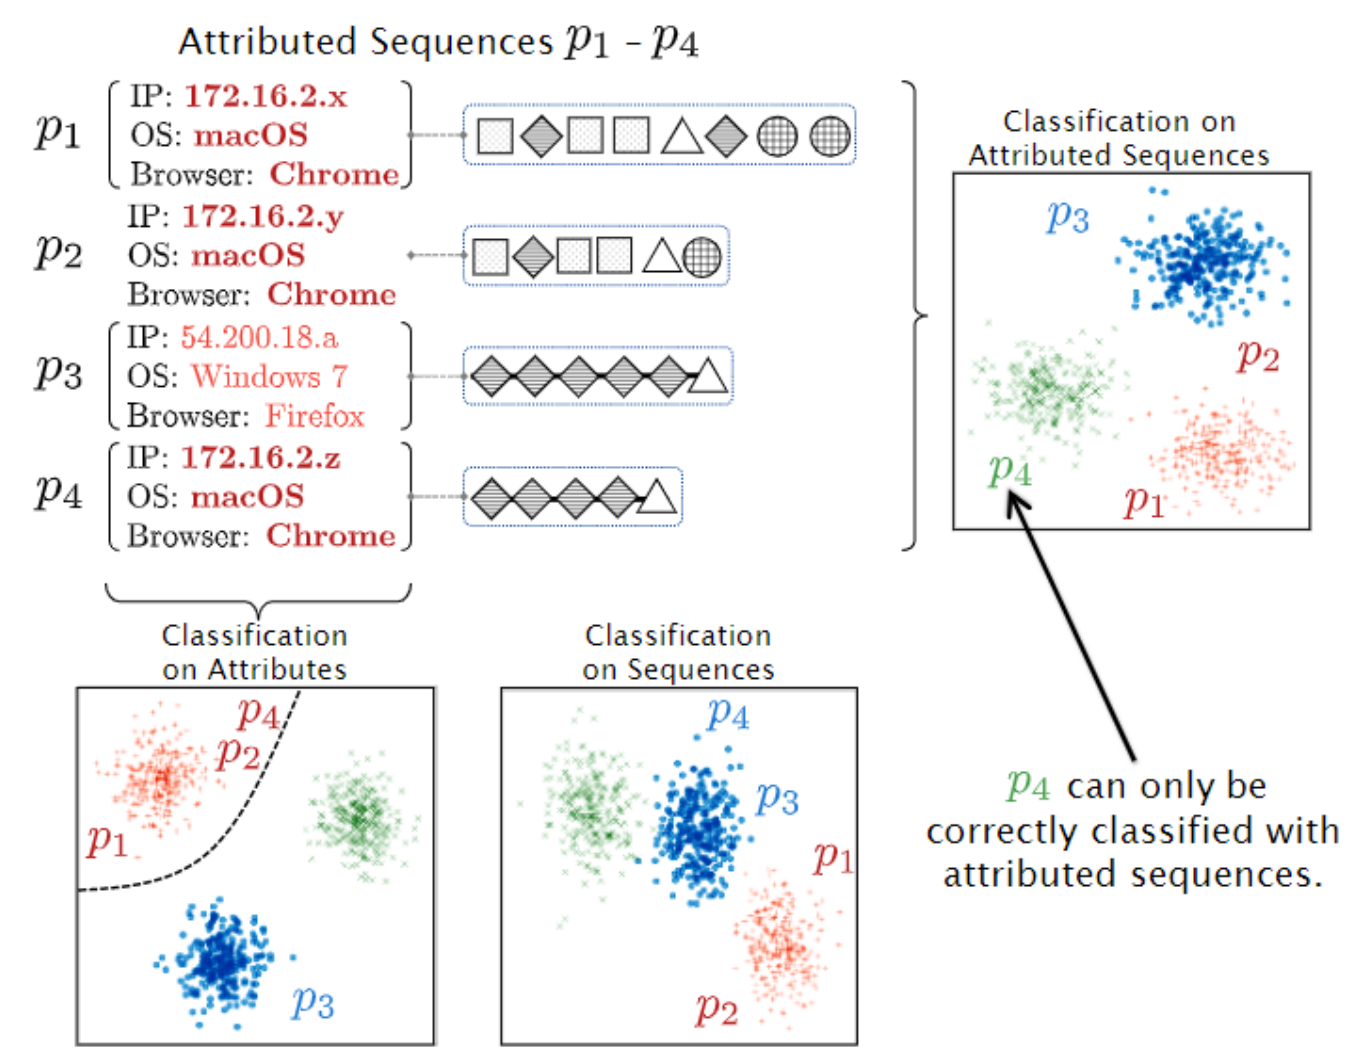 Attributed Sequences p1 - p4
p1
IP: 172.16.2.x
OS: macOS
Browser: Chrome
p2
IP: 172.16.2.y
OS: macOS
Browser: Chrome
p3
IP: 54.200.18.a
OS: Windows 7
Browser: Firefox
p4
IP: 172.16.2.z
OS: macOS
Browser: Chrome
Classification on
Attributed Sequences
p3
p2
p4
p1
Classification
on Attributes
p4
p2
p1
p3
Classification
on Sequences
p4
p3
p1
p2
p4 can only be
correctly classified with
attributed sequences.